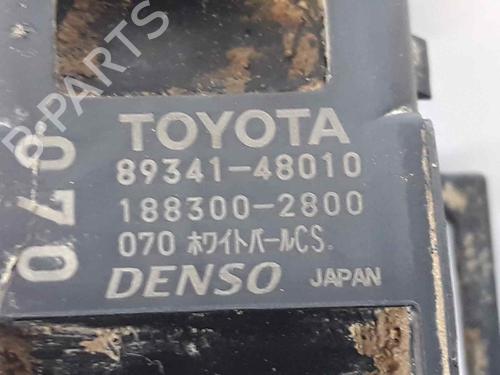 B-PARTS
070
TOYOTA
89341-48010
188300-2800
070 ﾎﾜｲﾄﾊﾟｰﾙCS
DENSO JAPAN